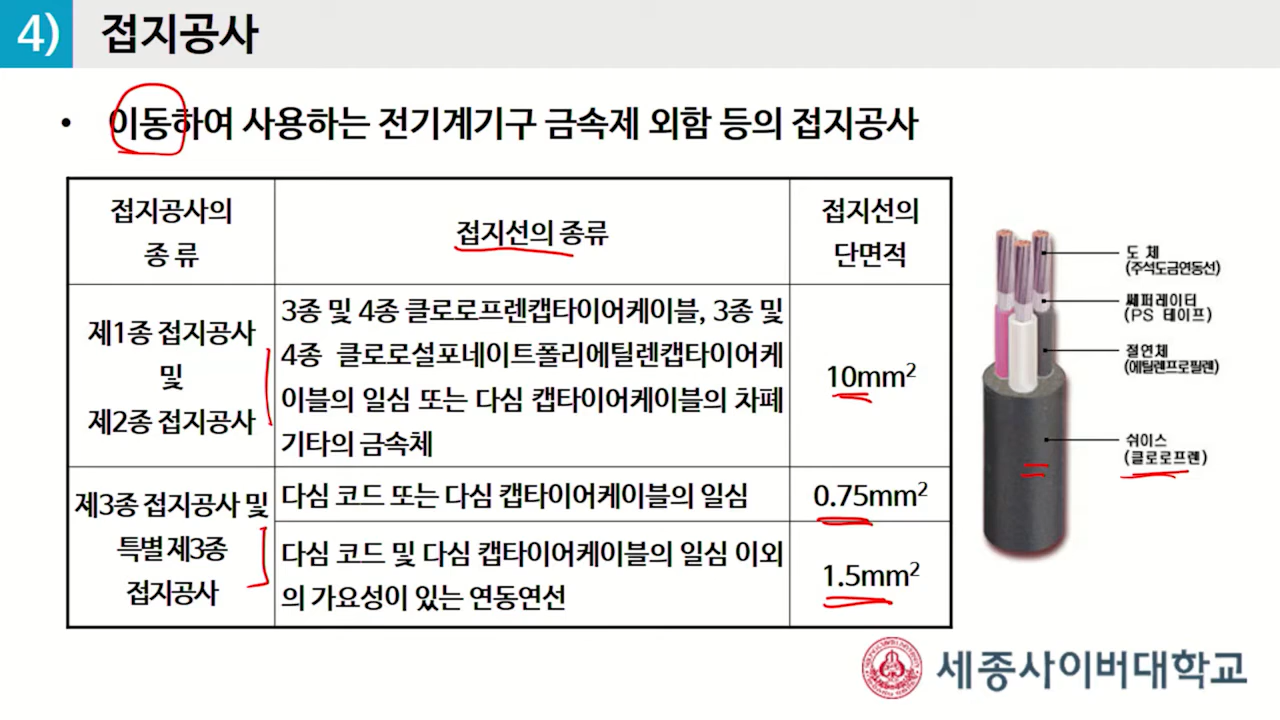 4) 접지공사
• 이동하여 사용하는 전기계기구 금속제 외함 등의 접지공사
접지공사의
종 류
접지선의 종류
접지선의
단면적
제1종 접지공사
및
제2종 접지공사
3종 및 4종 클로로프렌캡타이어케이블, 3종 및
4종 클로로설포네이트폴리에틸렌캡타이어케
이블의 일심 또는 다심 캡타이어케이블의 차폐
기타의 금속체
10mm²
제3종 접지공사 및
특별 제3종
접지공사
다심 코드 또는 다심 캡타이어케이블의 일심
0.75mm²
다심 코드 및 다심 캡타이어케이블의 일심 이외
의 가요성이 있는 연동연선
1.5mm²
도 체
(주석도금연동선)
쎄퍼레이터
(PS 테이프)
절연체
(에틸렌프로필렌)
쉬이스
(클로로프렌)
세종사이버대학교